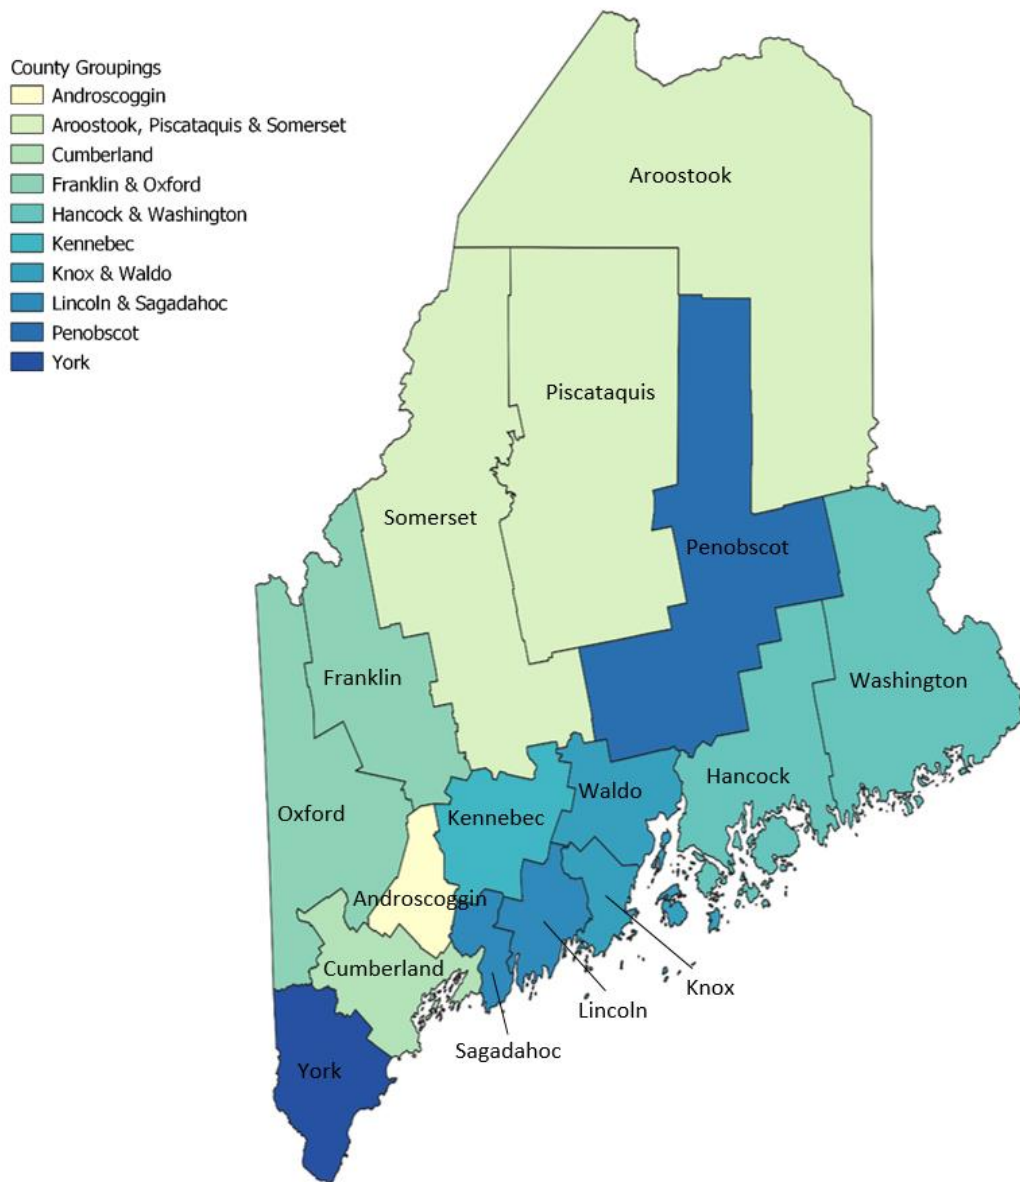 County Groupings
Androscoggin
Aroostook, Piscataquis & Somerset
Cumberland
Franklin & Oxford
Hancock & Washington
Kennebec
Knox & Waldo
Lincoln & Sagadahoc
Penobscot
York
Aroostook
Piscataquis
Somerset
Penobscot
Franklin
Washington
Hancock
Waldo
Oxford
Kennebec
Androscoggin
Cumberland
Knox
Lincoln
Sagadahoc
York